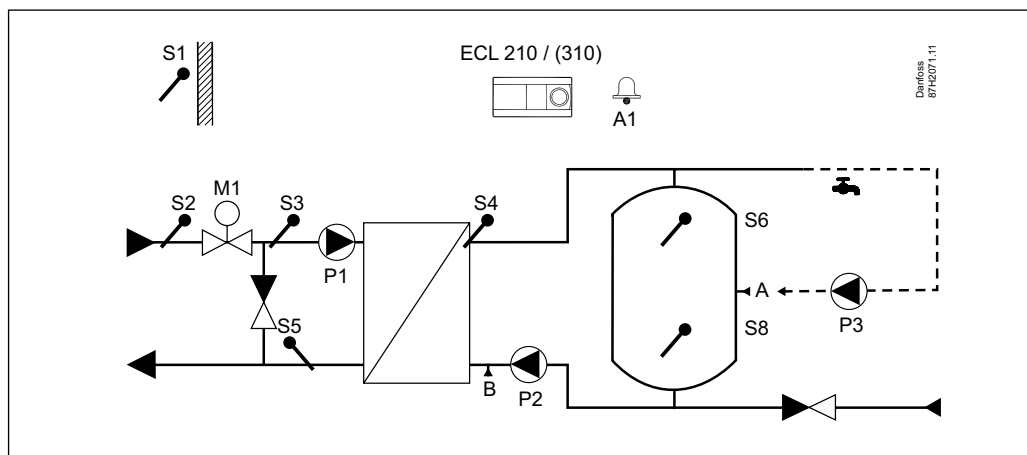 S1
ECL 210 / (310)
A1
Danfoss
87H2071.11
M1
S2
S3
S4
S6
P1
A
P3
S5
S8
B
P2